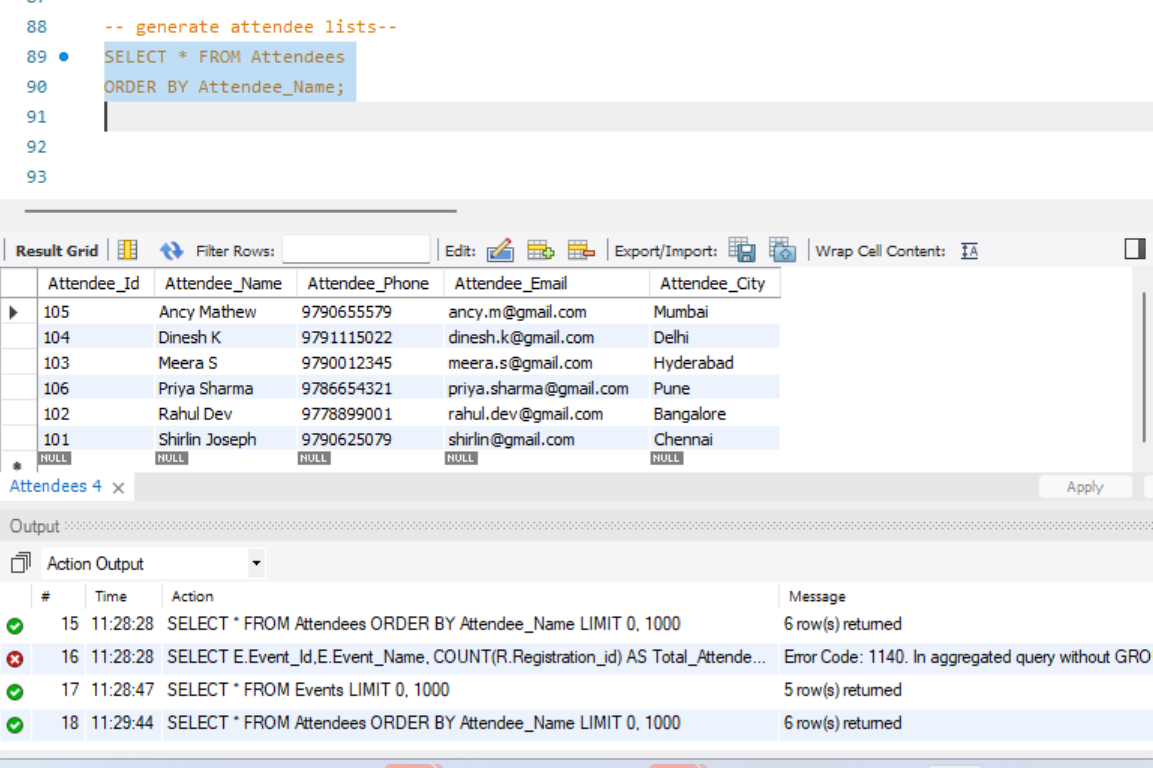 88 -- generate attendee lists--
89 SELECT * FROM Attendees
90 ORDER BY Attendee_Name;
91
92
93
Result Grid Filter Rows: Edit: Export/Import: Wrap Cell Content:
Attendee_Id Attendee_Name Attendee_Phone Attendee_Email Attendee_City
105 Ancy Mathew 9790655579 ancy.m@gmail.com Mumbai
104 Dinesh K 9791115022 dinesh.k@gmail.com Delhi
103 Meera S 9790012345 meera.s@gmail.com Hyderabad
106 Priya Sharma 9786654321 priya.sharma@gmail.com Pune
102 Rahul Dev 9778899001 rahul.dev@gmail.com Bangalore
101 Shirlin Joseph 9790625079 shirlin@gmail.com Chennai
NULL NULL NULL NULL NULL
Attendees 4 Apply
Output
Action Output
# Time Action Message
15 11:28:28 SELECT * FROM Attendees ORDER BY Attendee_Name LIMIT 0, 1000 6 row(s) returned
16 11:28:28 SELECT E.Event_Id,E.Event_Name, COUNT(R.Registration_id) AS Total_Attende... Error Code: 1140. In aggregated query without GRO
17 11:28:47 SELECT * FROM Events LIMIT 0, 1000 5 row(s) returned
18 11:29:44 SELECT * FROM Attendees ORDER BY Attendee_Name LIMIT 0, 1000 6 row(s) returned